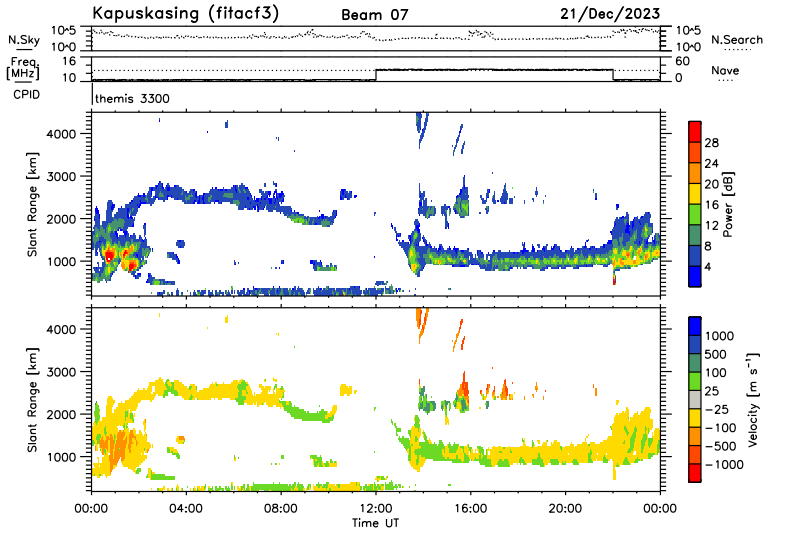 Kapuskasing (fitacf3) Beam 07 21/Dec/2023
N.Sky 10^5 10^0 10^5 10^0 N.Search
Freq. [MHz] 16 10 60 0 Nave
CPID themis 3300
Slant Range [km] 4000 3000 2000 1000
Power [dB] 28 24 20 16 12 8 4
Slant Range [km] 4000 3000 2000 1000
Velocity [m s⁻¹] 1000 500 100 25 −25 −100 −500 −1000
00:00 04:00 08:00 12:00 16:00 20:00 00:00
Time UT